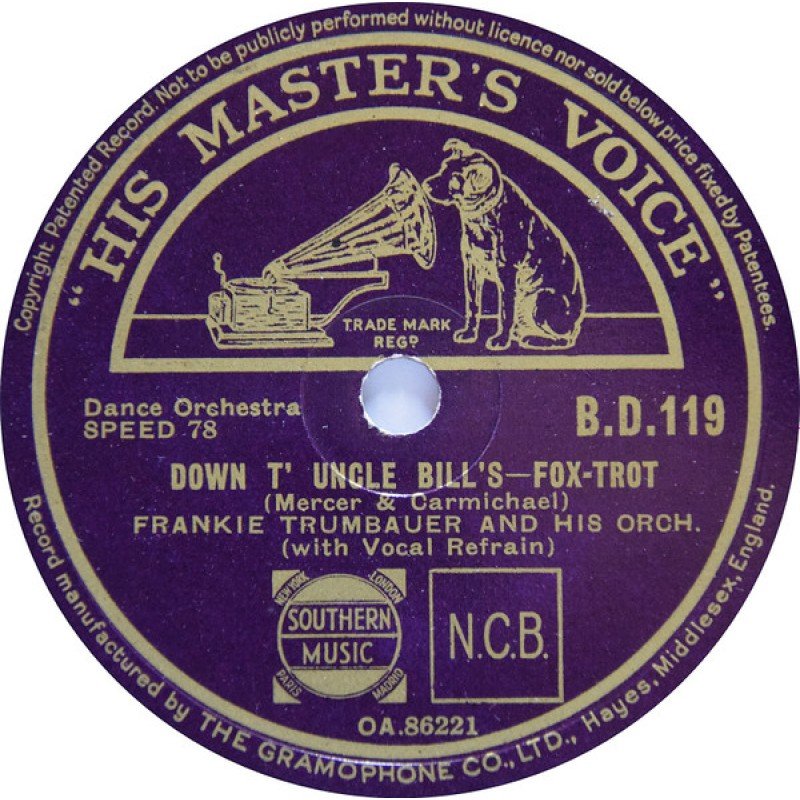 Copyright Patented Record. Not to be publicly performed without licence nor sold below price fixed by Patentees.
"HIS MASTER'S VOICE"
TRADE MARK
REGD
Dance Orchestra
SPEED 78
B.D.119
DOWN T' UNCLE BILL'S—FOX-TROT
(Mercer & Carmichael)
FRANKIE TRUMBAUER AND HIS ORCH.
(with Vocal Refrain)
NEW YORK
LONDON
SOUTHERN
MUSIC
PARIS
MADRID
N.C.B.
OA.86221
Record manufactured by THE GRAMOPHONE CO., LTD., Hayes, Middlesex, England.